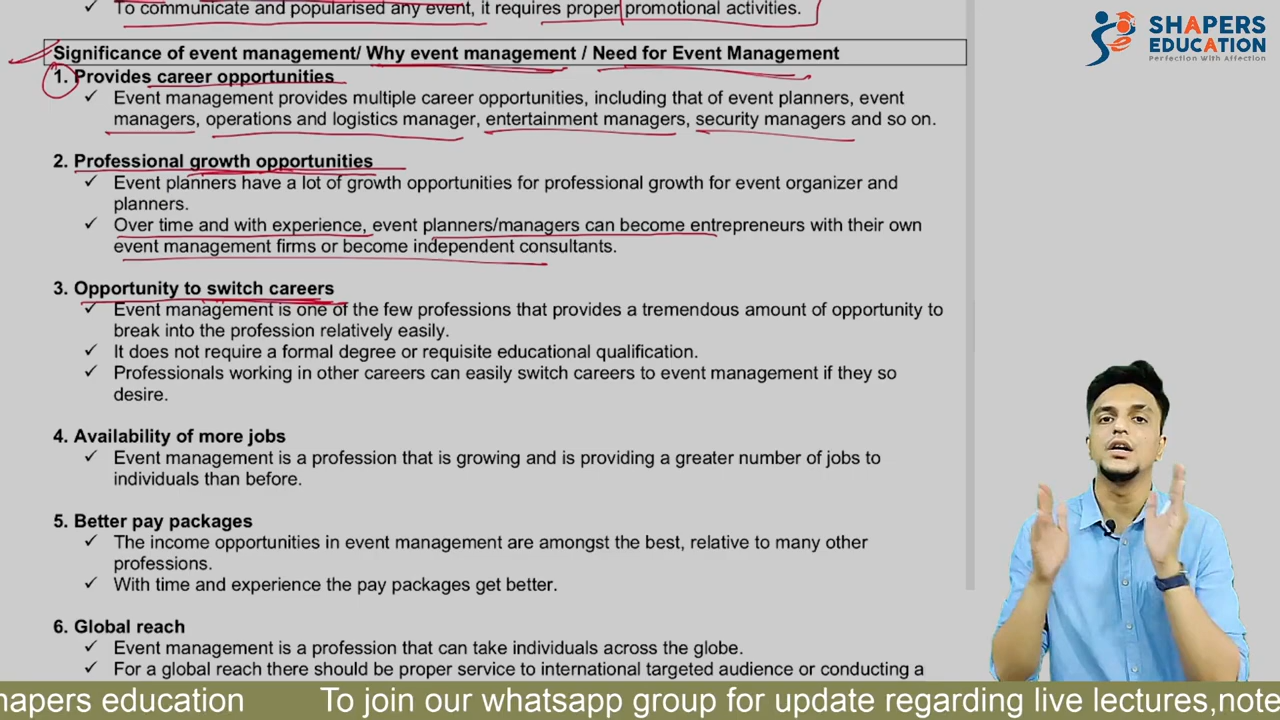 To communicate and popularised any event, it requires proper promotional activities.
SHAPERS
EDUCATION
Perfection With Affection
Significance of event management/ Why event management / Need for Event Management
1. Provides career opportunities
✓ Event management provides multiple career opportunities, including that of event planners, event
managers, operations and logistics manager, entertainment managers, security managers and so on.
2. Professional growth opportunities
✓ Event planners have a lot of growth opportunities for professional growth for event organizer and
planners.
✓ Over time and with experience, event planners/managers can become entrepreneurs with their own
event management firms or become independent consultants.
3. Opportunity to switch careers
✓ Event management is one of the few professions that provides a tremendous amount of opportunity to
break into the profession relatively easily.
✓ It does not require a formal degree or requisite educational qualification.
✓ Professionals working in other careers can easily switch careers to event management if they so
desire.
4. Availability of more jobs
✓ Event management is a profession that is growing and is providing a greater number of jobs to
individuals than before.
5. Better pay packages
✓ The income opportunities in event management are amongst the best, relative to many other
professions.
✓ With time and experience the pay packages get better.
6. Global reach
✓ Event management is a profession that can take individuals across the globe.
✓ For a global reach there should be proper service to international targeted audience or conducting a
hapers education To join our whatsapp group for update regarding live lectures,note